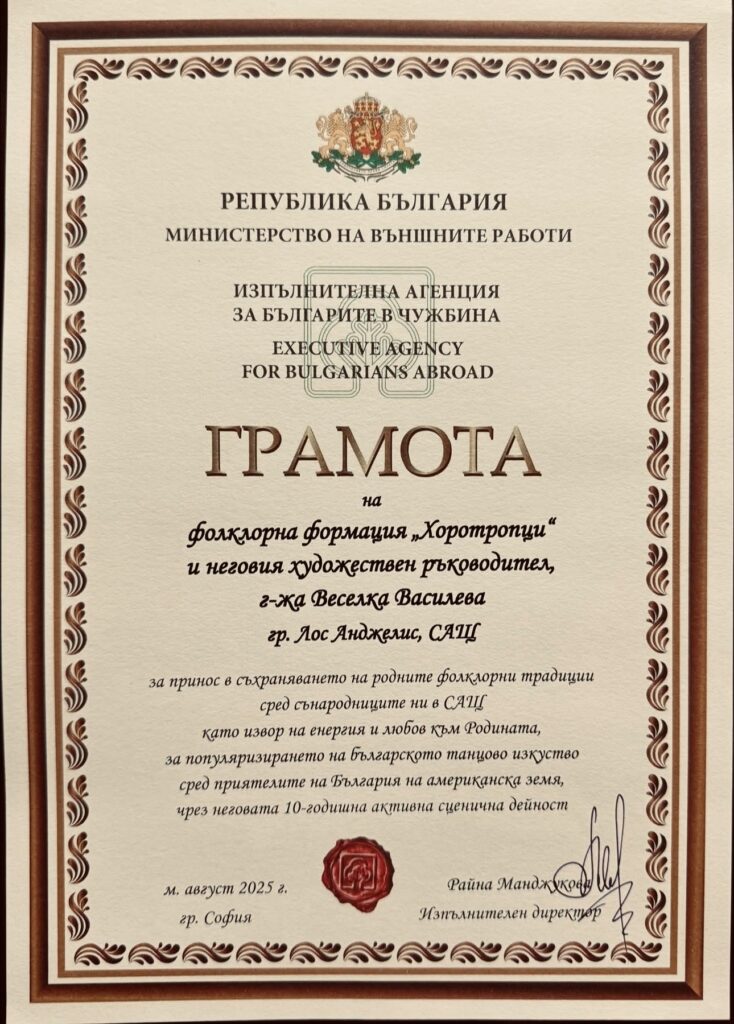 РЕПУБЛИКА БЪЛГАРИЯ
МИНИСТЕРСТВО НА ВЪНШНИТЕ РАБОТИ
ИЗПЪЛНИТЕЛНА АГЕНЦИЯ
ЗА БЪЛГАРИТЕ В ЧУЖБИНА
EXECUTIVE AGENCY
FOR BULGARIANS ABROAD
ГРАМОТА
на
фолклорна формация „Хоротропци“
и неговия художествен ръководител,
г-жа Веселка Василева
гр. Лос Анджелис, САЩ
за принос в съхраняването на родните фолклорни традиции
сред сънародниците ни в САЩ
като извор на енергия и любов към Родината,
за популяризирането на българското танцово изкуство
сред приятелите на България на американска земя,
чрез неговата 10-годишна активна сценична дейност
м. август 2025 г.
гр. София
Райна Манджукова
Изпълнителен директор